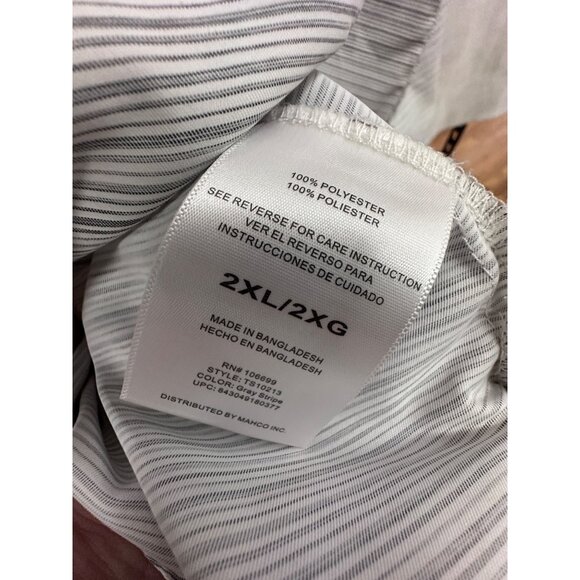 100% POLYESTER
100% POLIESTER
SEE REVERSE FOR CARE INSTRUCTION
VER EL REVERSO PARA
INSTRUCCIONES DE CUIDADO
2XL/2XG
MADE IN BANGLADESH
HECHO EN BANGLADESH
RN# 106699
STYLE: TS10213
COLOR: Gray Stripe
UPC: 843049180377
DISTRIBUTED BY MAHCO INC.